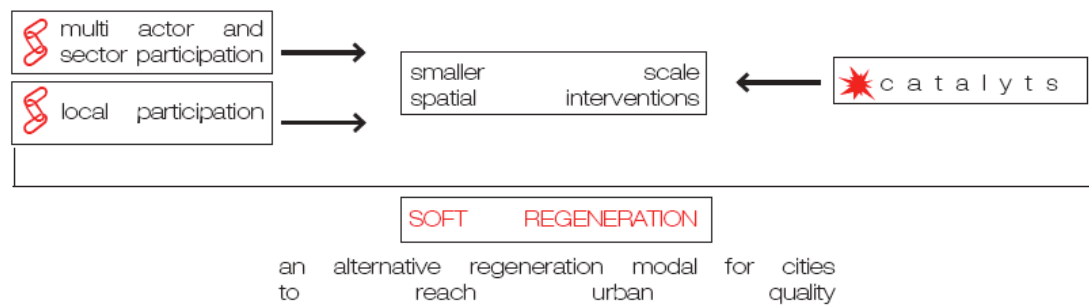 multi actor and
sector participation
local participation
smaller scale
spatial interventions
catalyts
SOFT REGENERATION
an alternative regeneration modal for cities
to reach urban quality